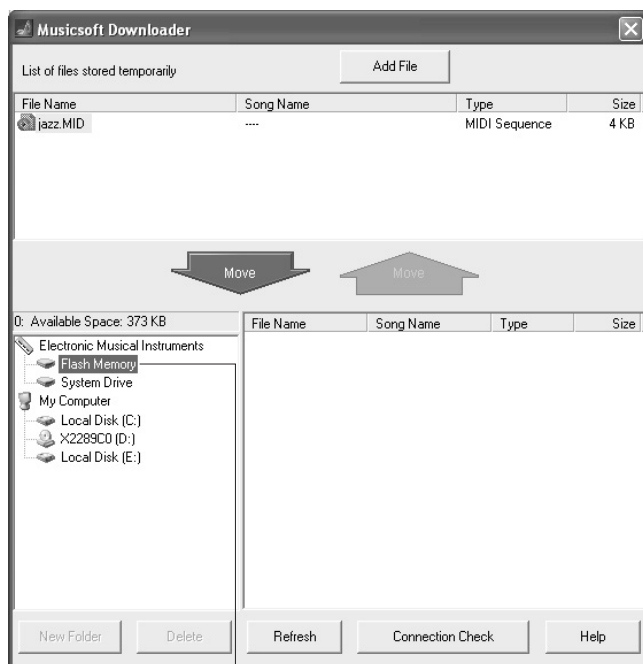 Musicsoft Downloader
List of files stored temporarily
Add File
File Name Song Name Type Size
jazz.MID ---- MIDI Sequence 4 KB
Move Move
0: Available Space: 373 KB
Electronic Musical Instruments
Flash Memory
System Drive
My Computer
Local Disk (C:)
X2289C0 (D:)
Local Disk (E:)
File Name Song Name Type Size
New Folder Delete Refresh Connection Check Help